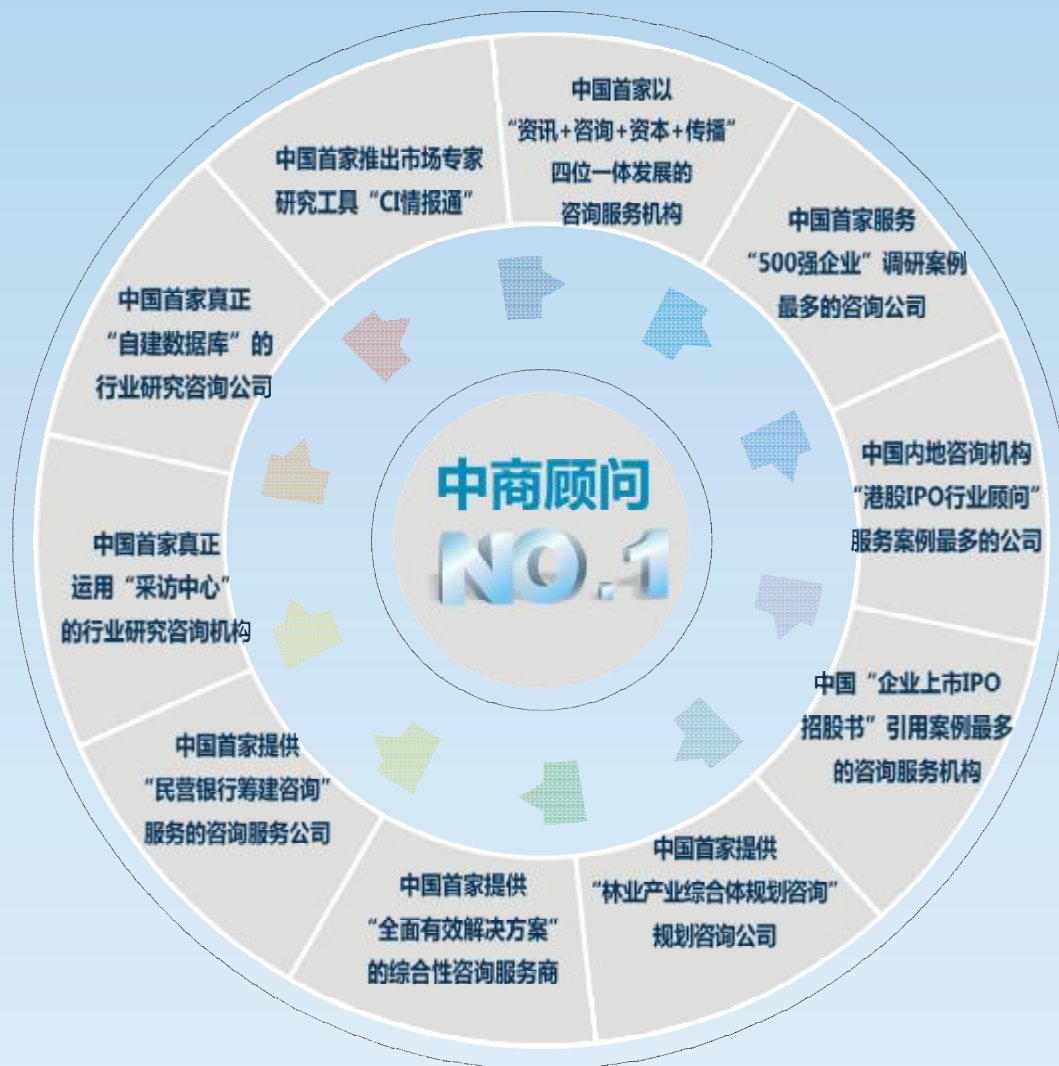 中国首家以
“资讯+咨询+资本+传播”
四位一体发展的
咨询服务机构
中国首家服务
“500强企业”调研案例
最多的咨询公司
中国内地咨询机构
“港股IPO行业顾问”
服务案例最多的公司
中国“企业上市IPO
招股书”引用案例最多
的咨询服务机构
中国首家提供
“林业产业综合体规划咨询”
规划咨询公司
中国首家提供
“全面有效解决方案”
的综合性咨询服务商
中国首家提供
“民营银行筹建咨询”
服务的咨询服务公司
中国首家真正
运用“采访中心”
的行业研究咨询机构
中国首家真正
“自建数据库”的
行业研究咨询公司
中国首家推出市场专家
研究工具“CI情报通”
中商顾问
NO.1